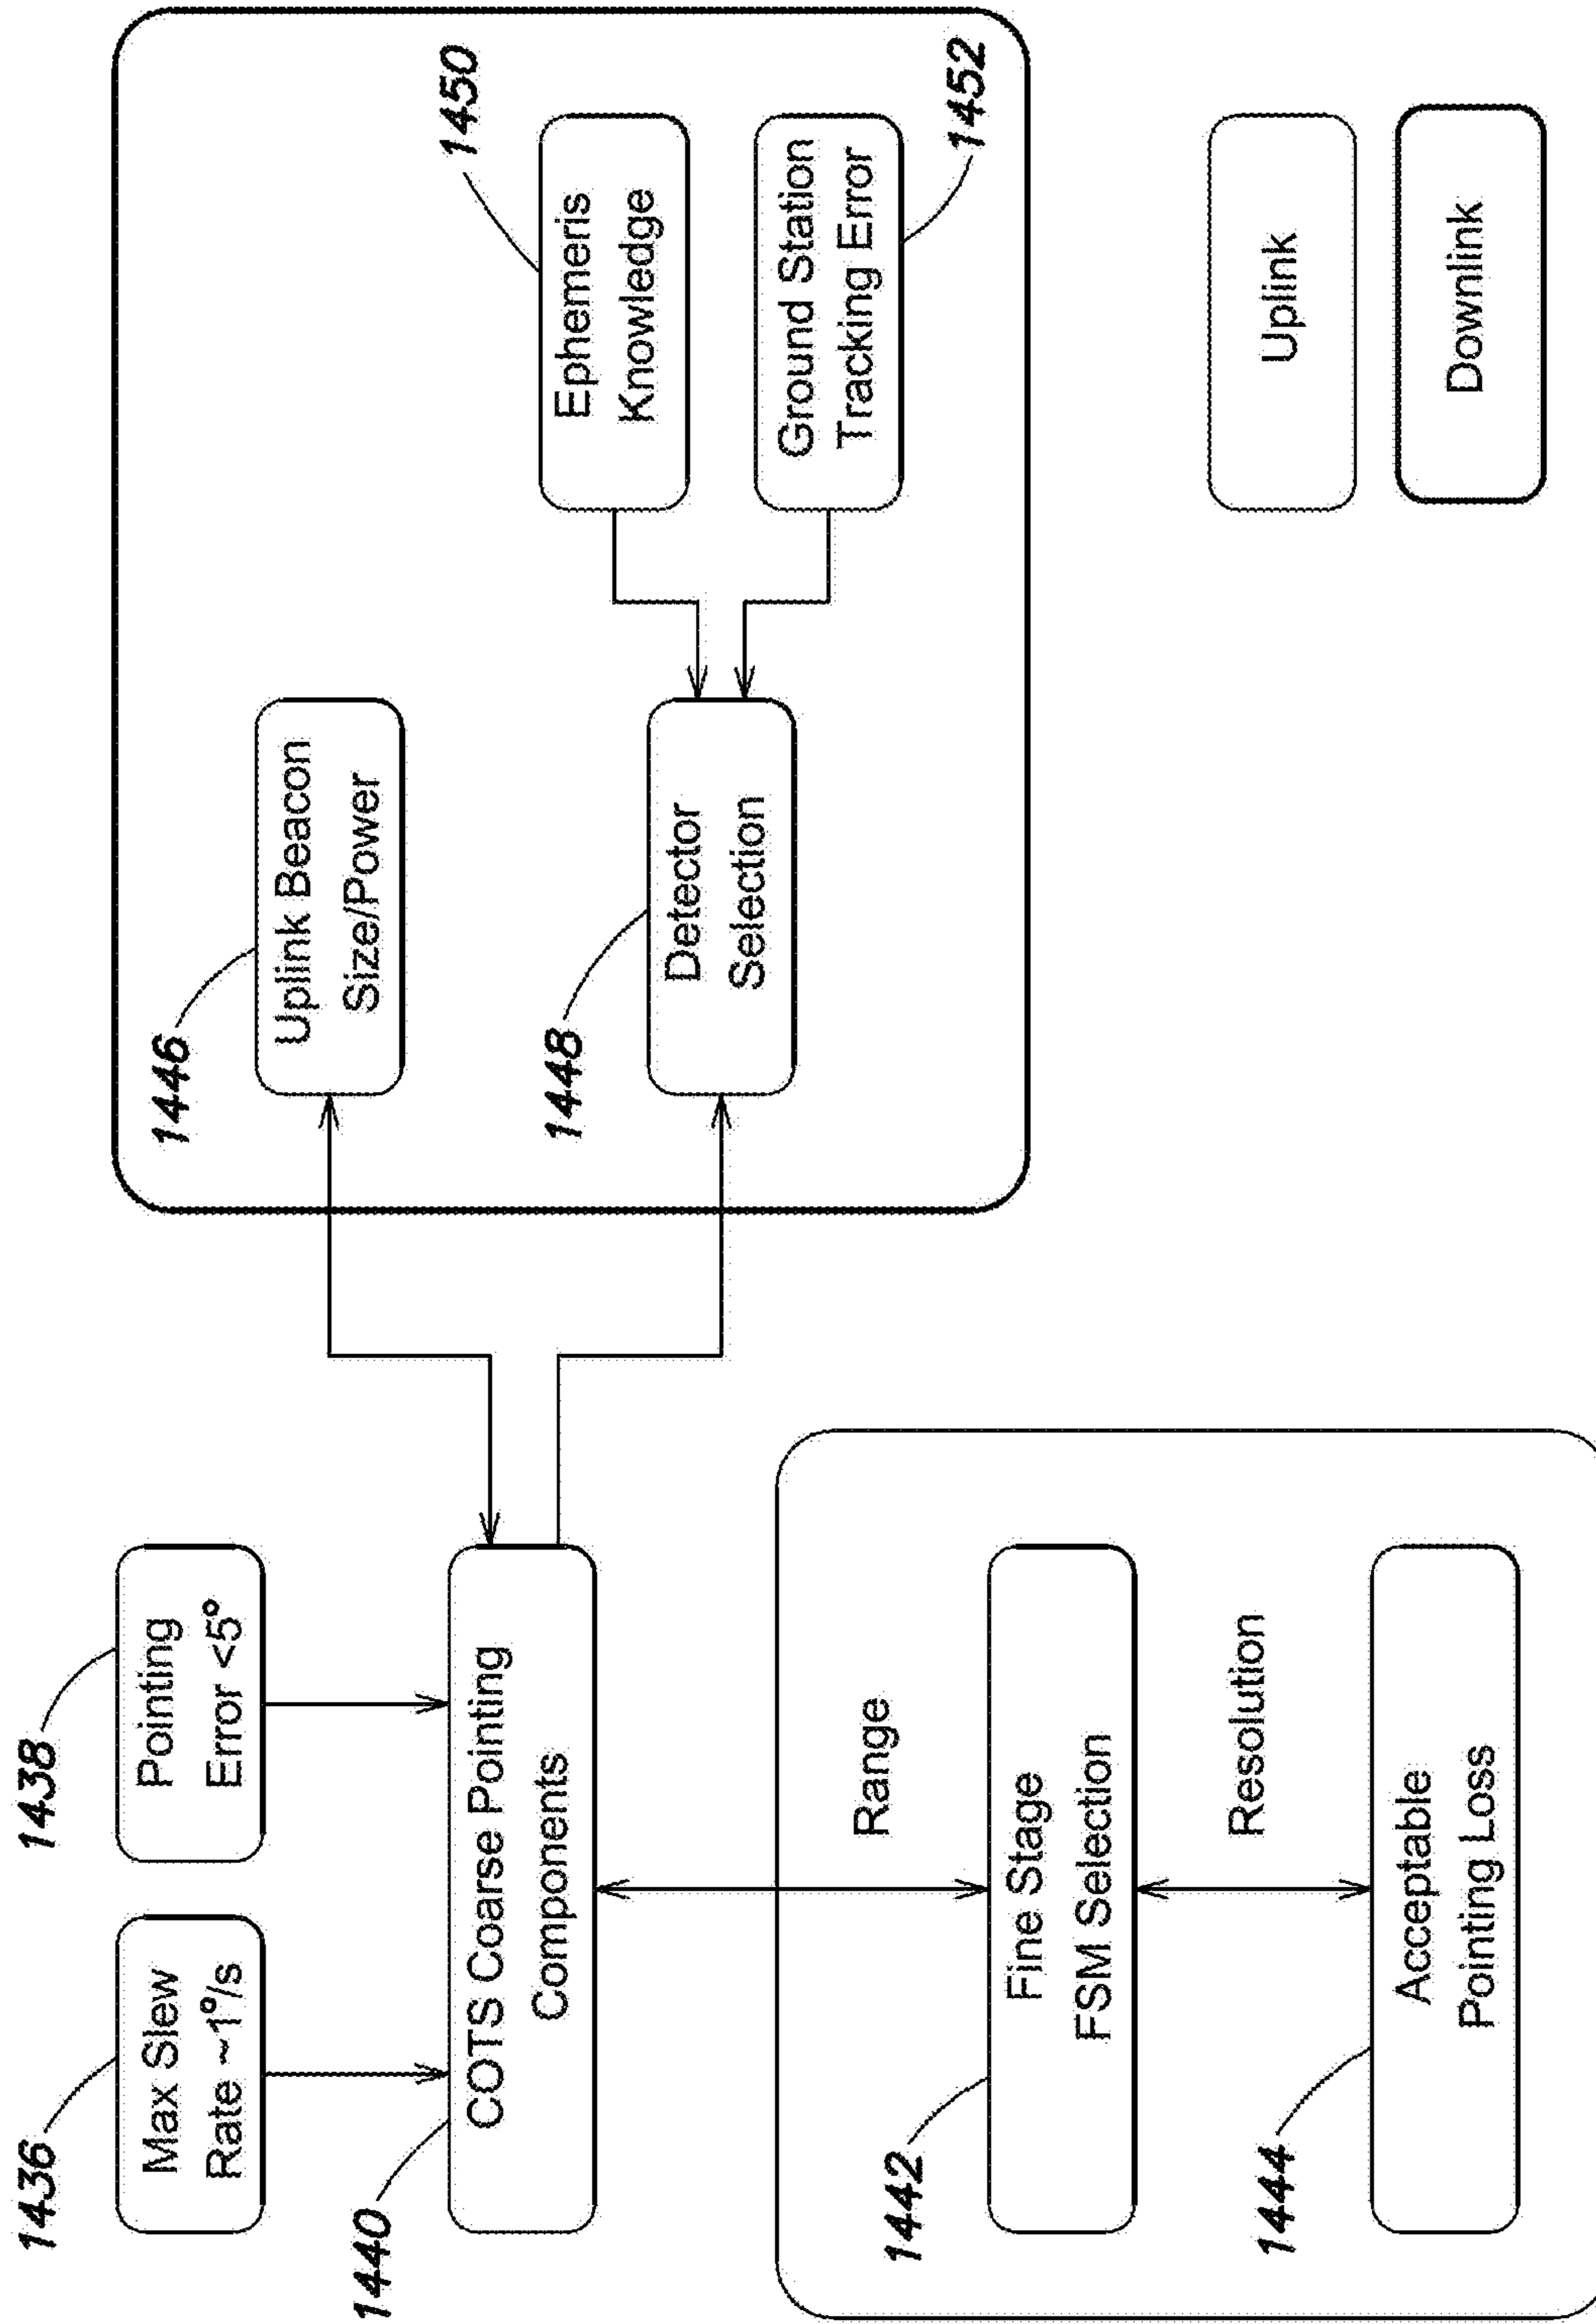 1436
Max Slew
Rate ~1°/s
1438
Pointing
Error <5°
1440
COTS Coarse Pointing
Components
Range
1442
Fine Stage
FSM Selection
Resolution
1444
Acceptable
Pointing Loss
1446
Uplink Beacon
Size/Power
1448
Detector
Selection
1450
Ephemeris
Knowledge
Ground Station
Tracking Error
1452
Uplink
Downlink